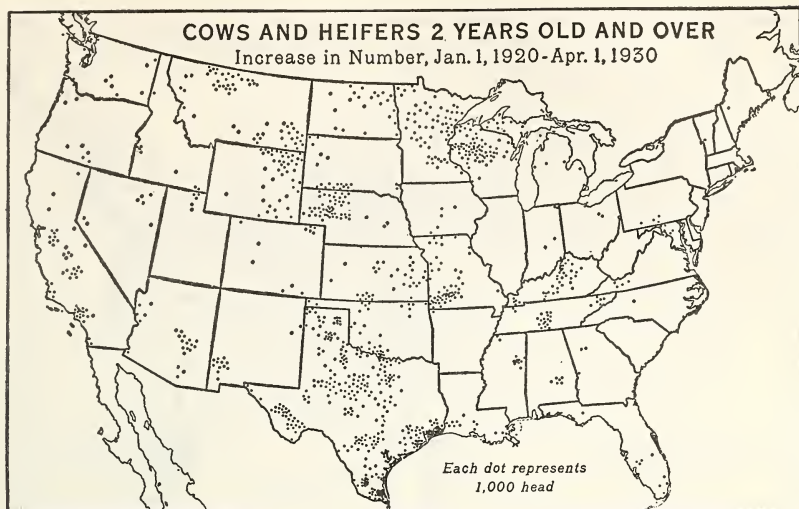 COWS AND HEIFERS 2 YEARS OLD AND OVER
Increase in Number, Jan. 1, 1920-Apr. 1, 1930
Each dot represents
1,000 head